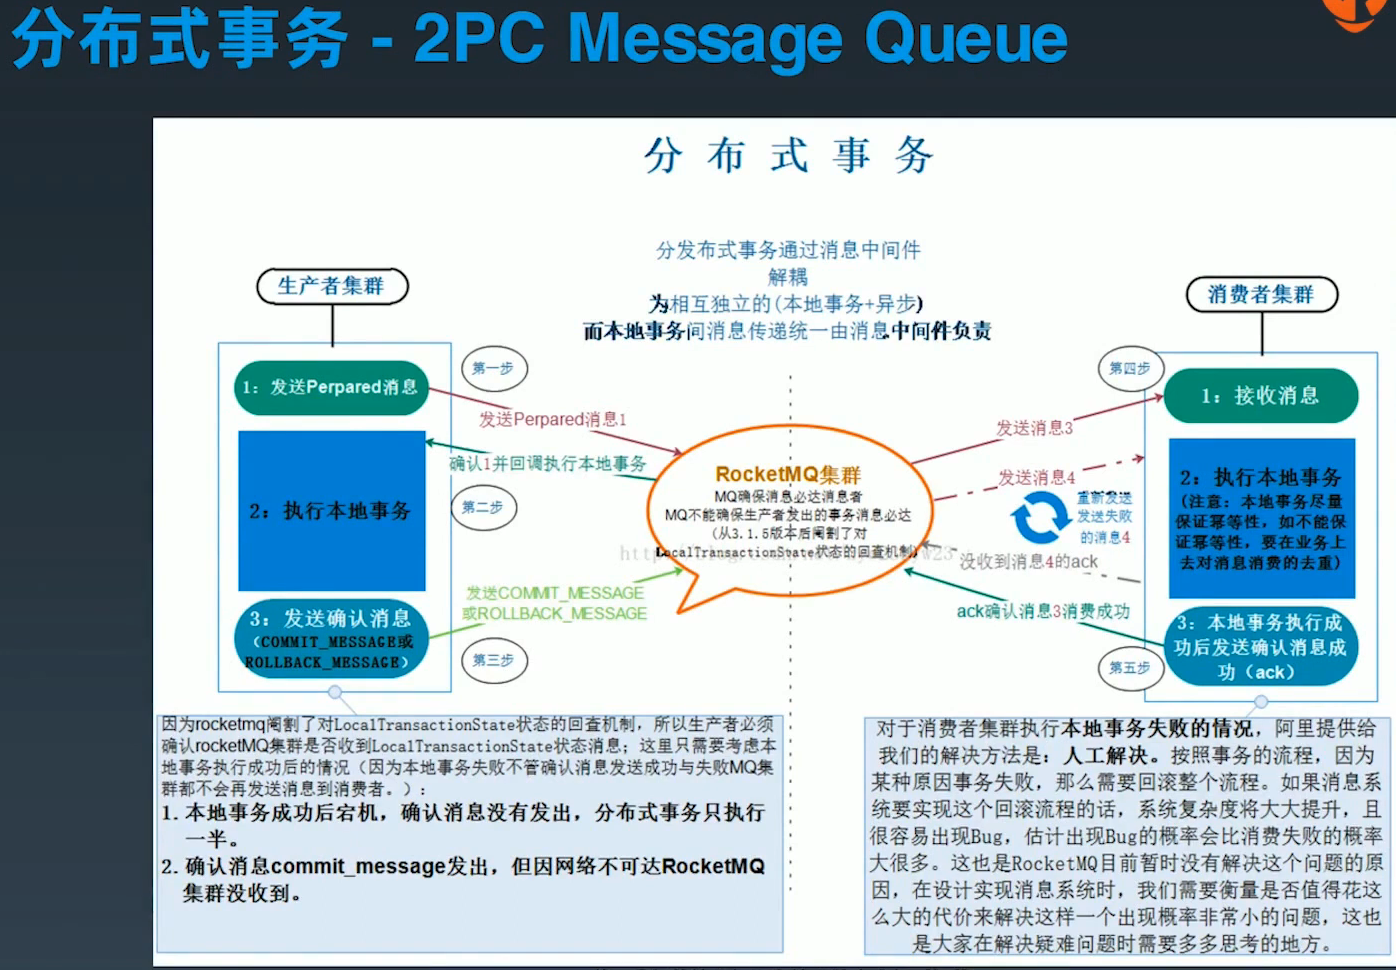 分布式事务 - 2PC Message Queue
分布式事务
分发布式事务通过消息中间件
解耦
为相互独立的(本地事务+异步)
而本地事务间消息传递统一由消息中间件负责
生产者集群
1：发送Perpared消息
2：执行本地事务
3：发送确认消息
（COMMIT_MESSAGE或
ROLLBACK_MESSAGE）
第一步
发送Perpared消息1
确认1并回调执行本地事务
第二步
发送COMMIT_MESSAGE
或ROLLBACK_MESSAGE
第三步
RocketMQ集群
MQ确保消息必达消费者
MQ不能确保生产者发出的事务消息必达
(从3.1.5版本后阉割了对
LocalTransactionState状态的回查机制)
第四步
发送消息3
发送消息4
重新发送
发送失败
的消息4
没收到消息4的ack
ack确认消息3消费成功
第五步
消费者集群
1：接收消息
2：执行本地事务
(注意：本地事务尽量
保证幂等性，如不能保
证幂等性，要在业务上
去对消息消费的去重)
3：本地事务执行成
功后发送确认消息成
功（ack）
因为rocketmq阉割了对LocalTransactionState状态的回查机制，所以生产者必须
确认rocketMQ集群是否收到LocalTransactionState状态消息；这里只需要考虑本
地事务执行成功后的情况（因为本地事务失败不管确认消息发送成功与失败MQ集
群都不会再发送消息到消费者。）：
1. 本地事务成功后宕机，确认消息没有发出，分布式事务只执行
一半。
2. 确认消息commit_message发出，但因网络不可达RocketMQ
集群没收到。
对于消费者集群执行本地事务失败的情况，阿里提供给
我们的解决方法是：人工解决。按照事务的流程，因为
某种原因事务失败，那么需要回滚整个流程。如果消息系
统要实现这个回滚流程的话，系统复杂度将大大提升，且
很容易出现Bug，估计出现Bug的概率会比消费失败的概率
大很多。这也是RocketMQ目前暂时没有解决这个问题的原
因，在设计实现消息系统时，我们需要衡量是否值得花这
么大的代价来解决这样一个出现概率非常小的问题，这也
是大家在解决疑难问题时需要多多思考的地方。